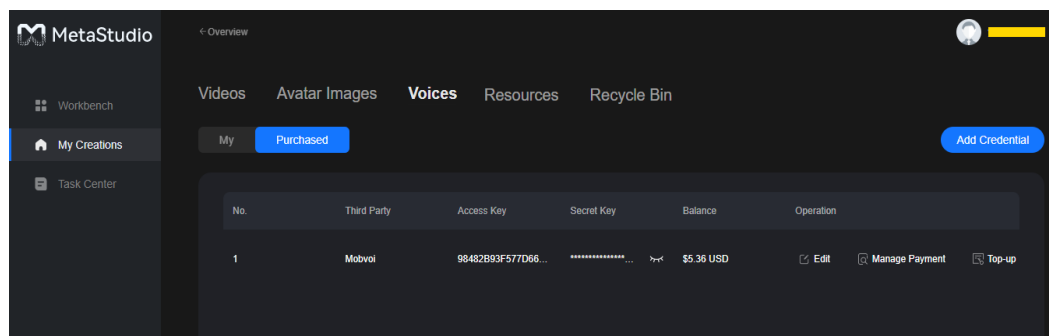 MetaStudio
← Overview
Workbench
My Creations
Task Center
Videos Avatar Images Voices Resources Recycle Bin
My Purchased Add Credential
No. Third Party Access Key Secret Key Balance Operation
1 Mobvoi 98482B93F577D66... ***************... $5.36 USD Edit Manage Payment Top-up